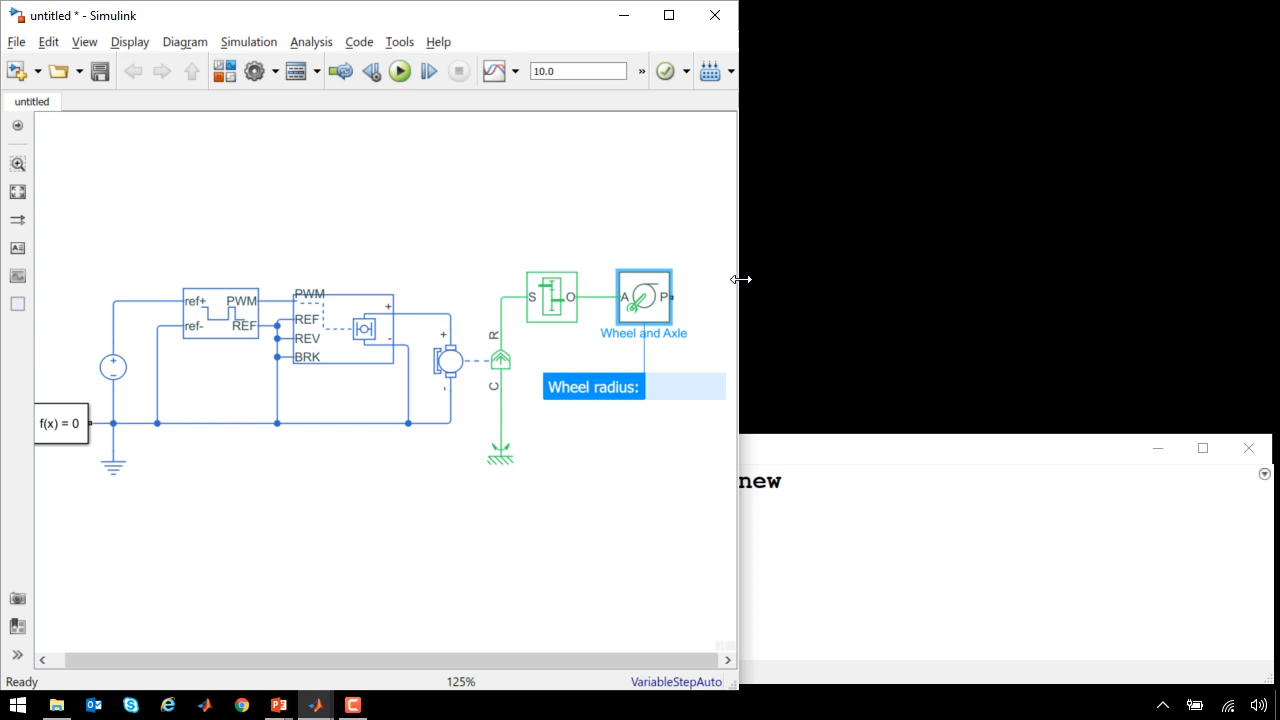 untitled * - Simulink
File Edit View Display Diagram Simulation Analysis Code Tools Help
10.0 »
untitled
S O A P
Wheel and Axle
ref+ PWM
ref- REF
PWM
REF
REV
BRK
+
-
+
-
R
C
+
−
Wheel radius:
f(x) = 0
new
Ready 125% VariableStepAuto